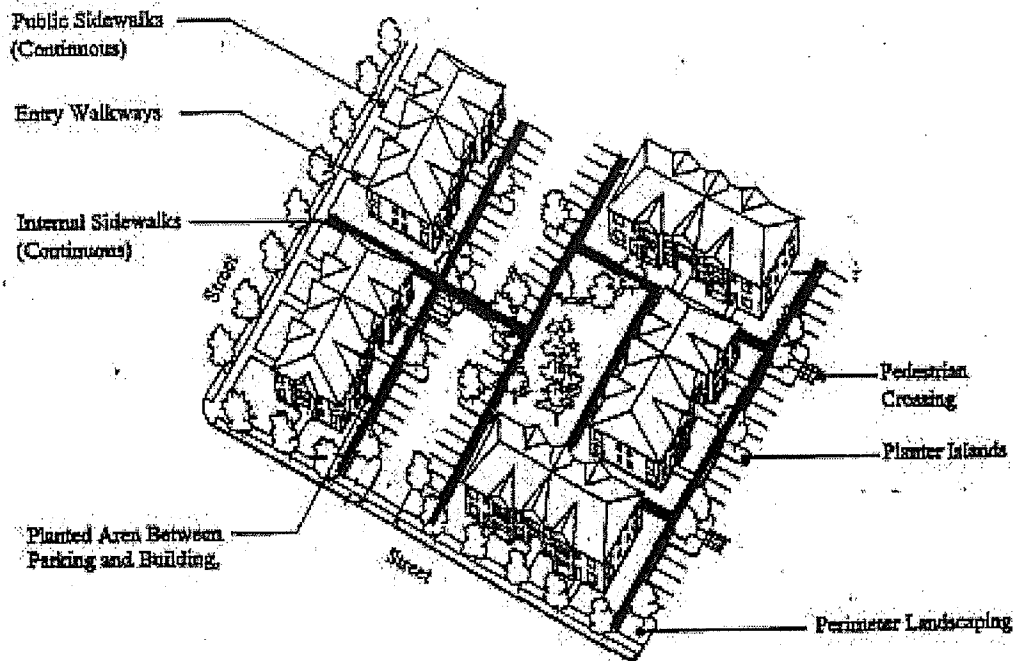 Public Sidewalks
(Continuous)
Entry Walkways
Internal Sidewalks
(Continuous)
Street
Pedestrian
Crossing
Planter Islands
Planted Area Between
Parking and Building,
Street
Perimeter Landscaping